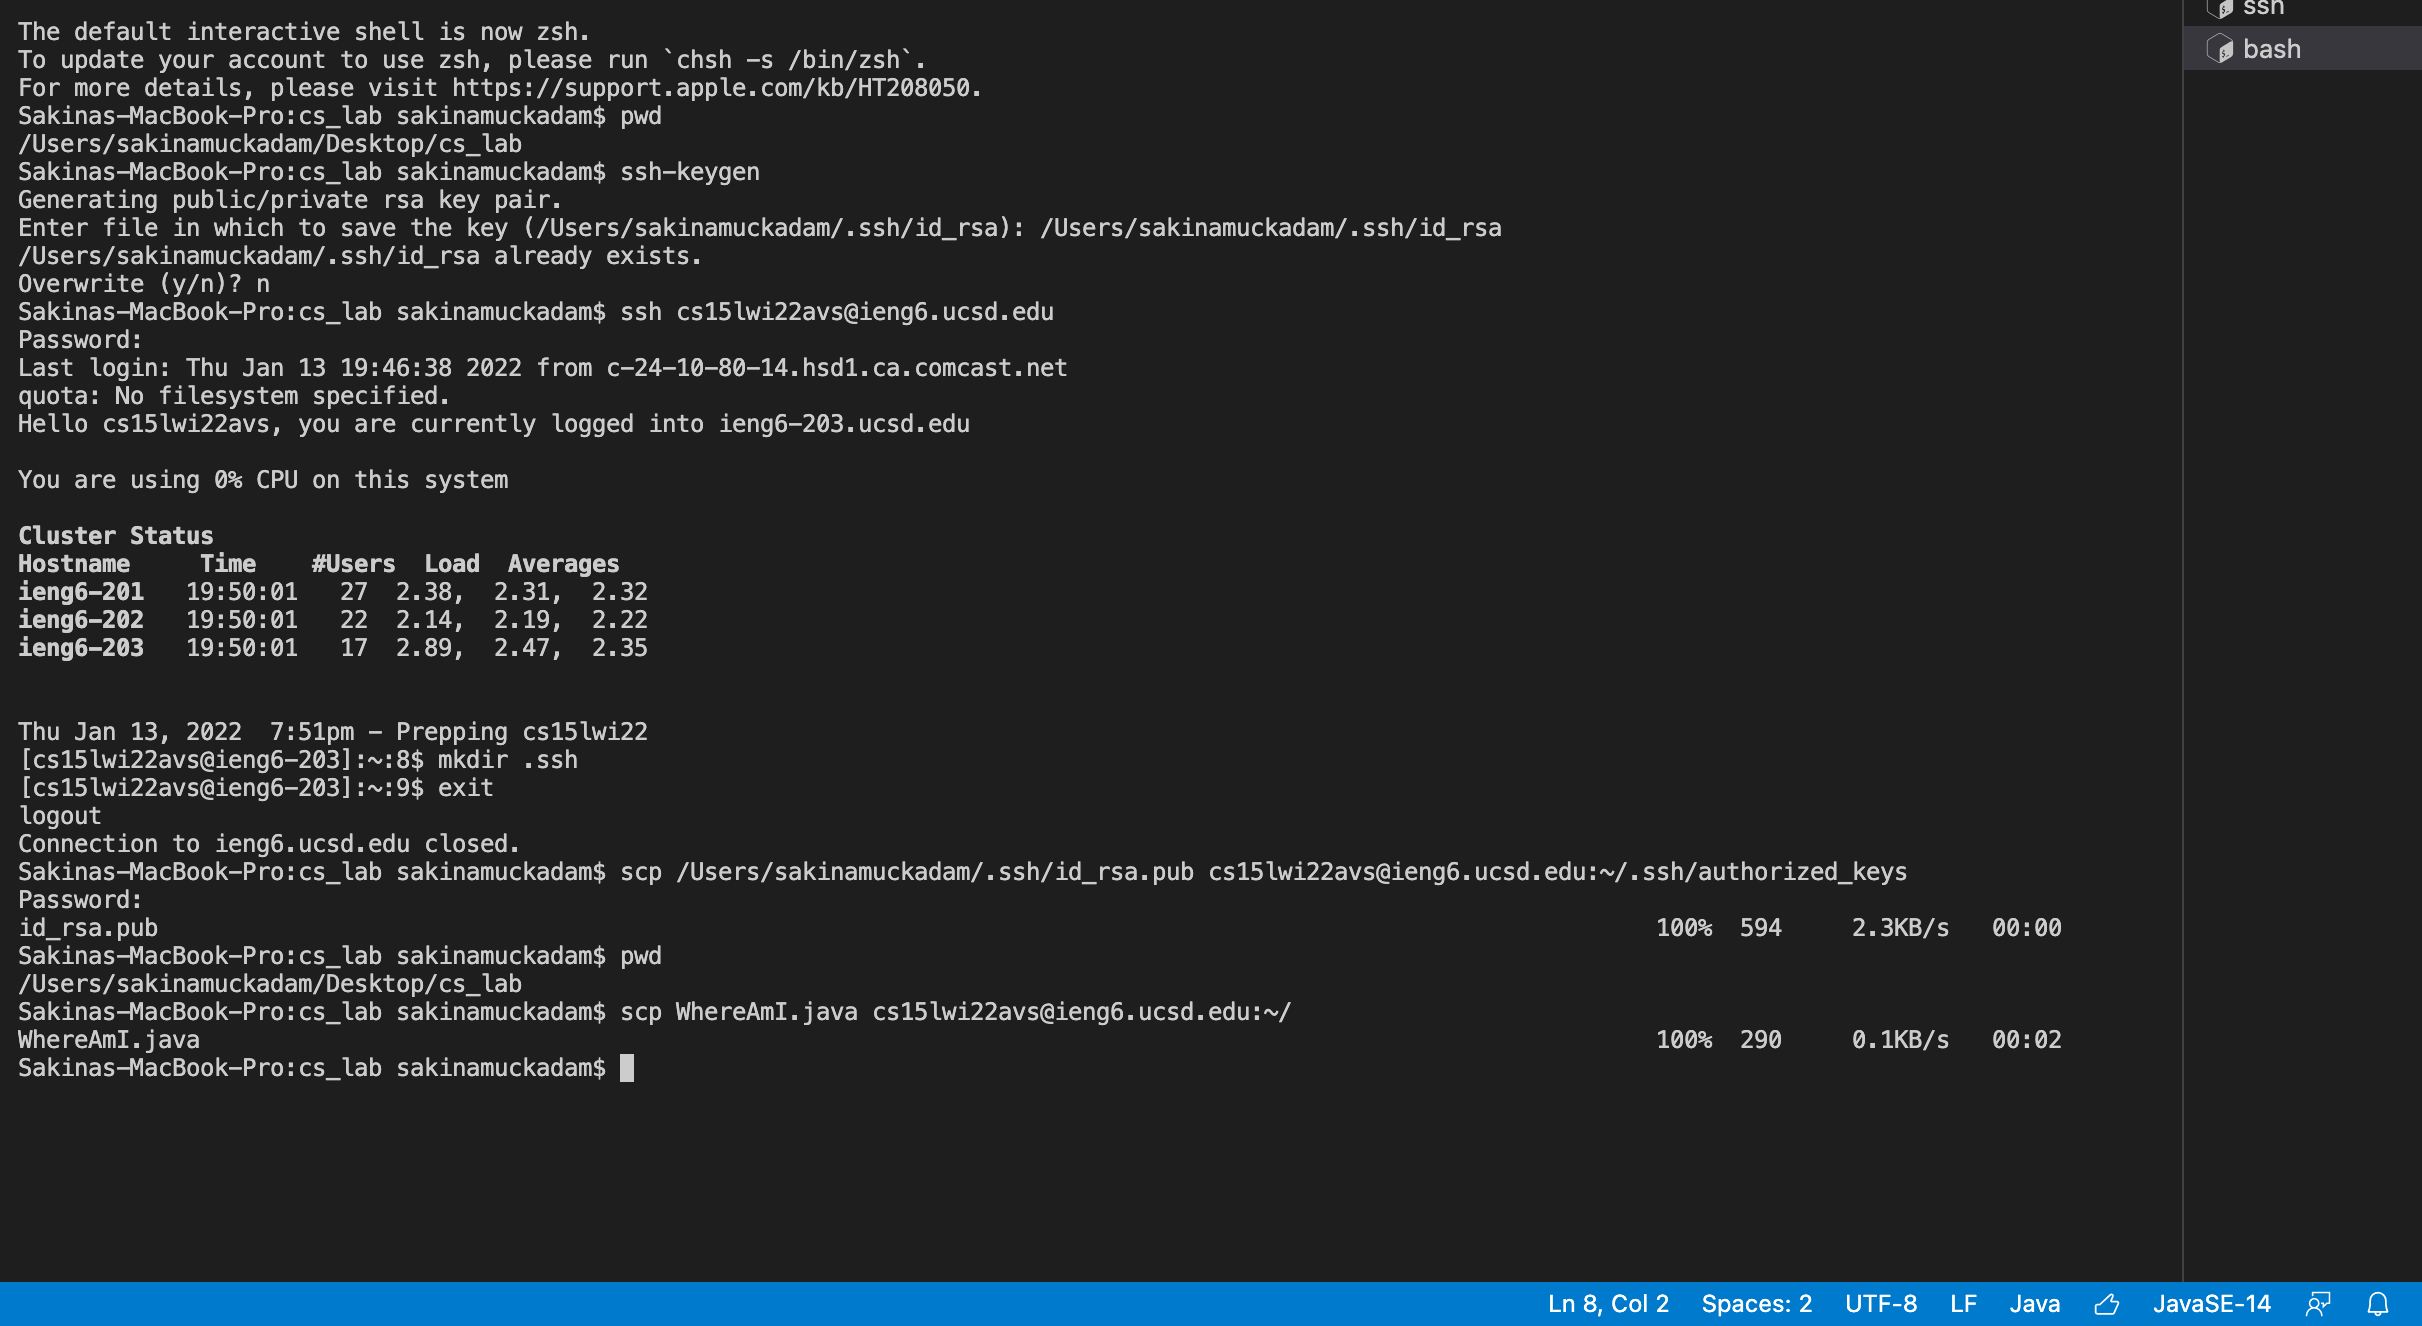 The default interactive shell is now zsh.
To update your account to use zsh, please run `chsh -s /bin/zsh`.
For more details, please visit https://support.apple.com/kb/HT208050.
Sakinas-MacBook-Pro:cs_lab sakinamuckadam$ pwd
/Users/sakinamuckadam/Desktop/cs_lab
Sakinas-MacBook-Pro:cs_lab sakinamuckadam$ ssh-keygen
Generating public/private rsa key pair.
Enter file in which to save the key (/Users/sakinamuckadam/.ssh/id_rsa): /Users/sakinamuckadam/.ssh/id_rsa
/Users/sakinamuckadam/.ssh/id_rsa already exists.
Overwrite (y/n)? n
Sakinas-MacBook-Pro:cs_lab sakinamuckadam$ ssh cs15lwi22avs@ieng6.ucsd.edu
Password:
Last login: Thu Jan 13 19:46:38 2022 from c-24-10-80-14.hsd1.ca.comcast.net
quota: No filesystem specified.
Hello cs15lwi22avs, you are currently logged into ieng6-203.ucsd.edu
You are using 0% CPU on this system
Cluster Status
Hostname     Time    #Users  Load  Averages
ieng6-201   19:50:01   27  2.38,  2.31,  2.32
ieng6-202   19:50:01   22  2.14,  2.19,  2.22
ieng6-203   19:50:01   17  2.89,  2.47,  2.35
Thu Jan 13, 2022  7:51pm - Prepping cs15lwi22
[cs15lwi22avs@ieng6-203]:~:8$ mkdir .ssh
[cs15lwi22avs@ieng6-203]:~:9$ exit
logout
Connection to ieng6.ucsd.edu closed.
Sakinas-MacBook-Pro:cs_lab sakinamuckadam$ scp /Users/sakinamuckadam/.ssh/id_rsa.pub cs15lwi22avs@ieng6.ucsd.edu:~/.ssh/authorized_keys
Password:
id_rsa.pub 100% 594 2.3KB/s 00:00
Sakinas-MacBook-Pro:cs_lab sakinamuckadam$ pwd
/Users/sakinamuckadam/Desktop/cs_lab
Sakinas-MacBook-Pro:cs_lab sakinamuckadam$ scp WhereAmI.java cs15lwi22avs@ieng6.ucsd.edu:~/
WhereAmI.java 100% 290 0.1KB/s 00:02
Sakinas-MacBook-Pro:cs_lab sakinamuckadam$
ssh
bash
Ln 8, Col 2 Spaces: 2 UTF-8 LF Java JavaSE-14